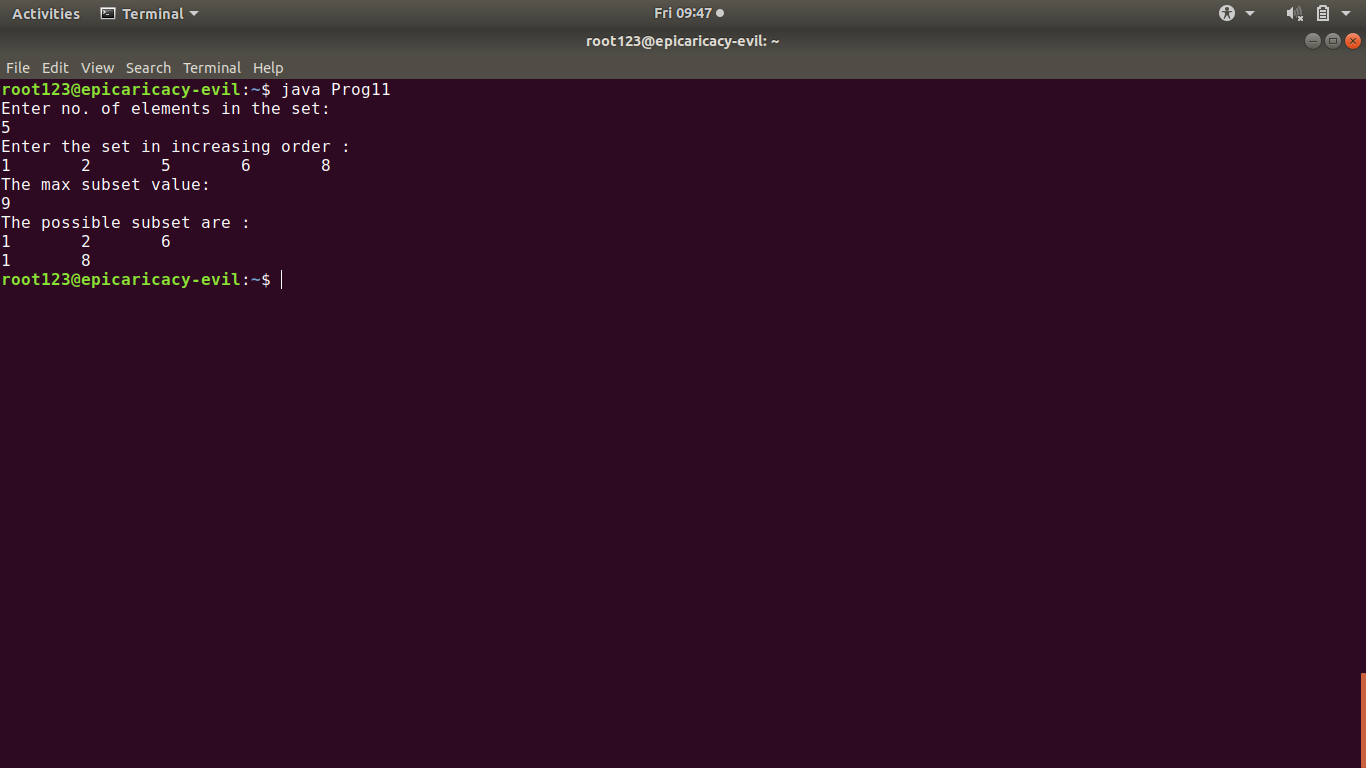 Activities Terminal Fri 09:47
root123@epicaricacy-evil: ~
File Edit View Search Terminal Help
root123@epicaricacy-evil:~$ java Prog11
Enter no. of elements in the set:
5
Enter the set in increasing order :
1 2 5 6 8
The max subset value:
9
The possible subset are :
1 2 6
1 8
root123@epicaricacy-evil:~$